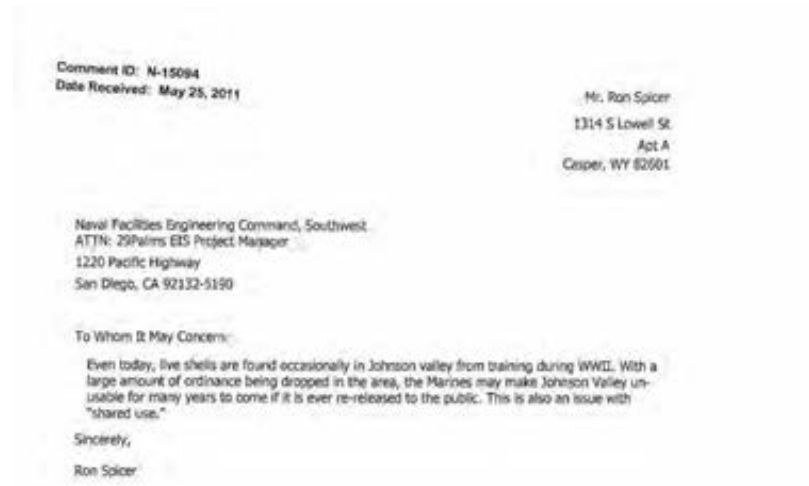 Comment ID: N-15094
Date Received: May 25, 2011
Mr. Ron Spicer
1314 S Lowell St
Apt A
Casper, WY 82601
Naval Facilities Engineering Command, Southwest
ATTN: 29Palms EIS Project Manager
1220 Pacific Highway
San Diego, CA 92132-5190
To Whom It May Concern:
Even today, live shells are found occasionally in Johnson valley from training during WWII. With a
large amount of ordinance being dropped in the area, the Marines may make Johnson Valley un-
usable for many years to come if it is ever re-released to the public. This is also an issue with
"shared use."
Sincerely,
Ron Spicer